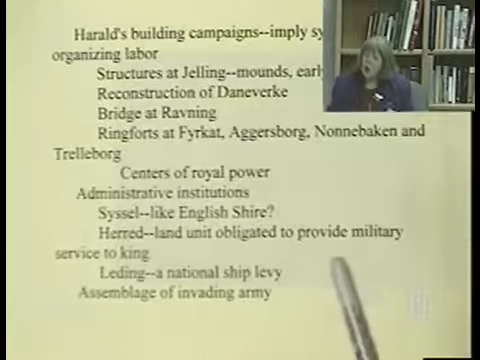 Harald's building campaigns--imply
organizing labor
Structures at Jelling--mounds,
Reconstruction of Daneverke
Bridge at Ravning
Ringforts at Fyrkat, Aggersborg, Nonnebaken and
Trelleborg
Centers of royal power
Administrative institutions
Syssel--like English Shire?
Herred--land unit obligated to provide military
service to king
Leding--a national ship levy
Assemblage of invading army